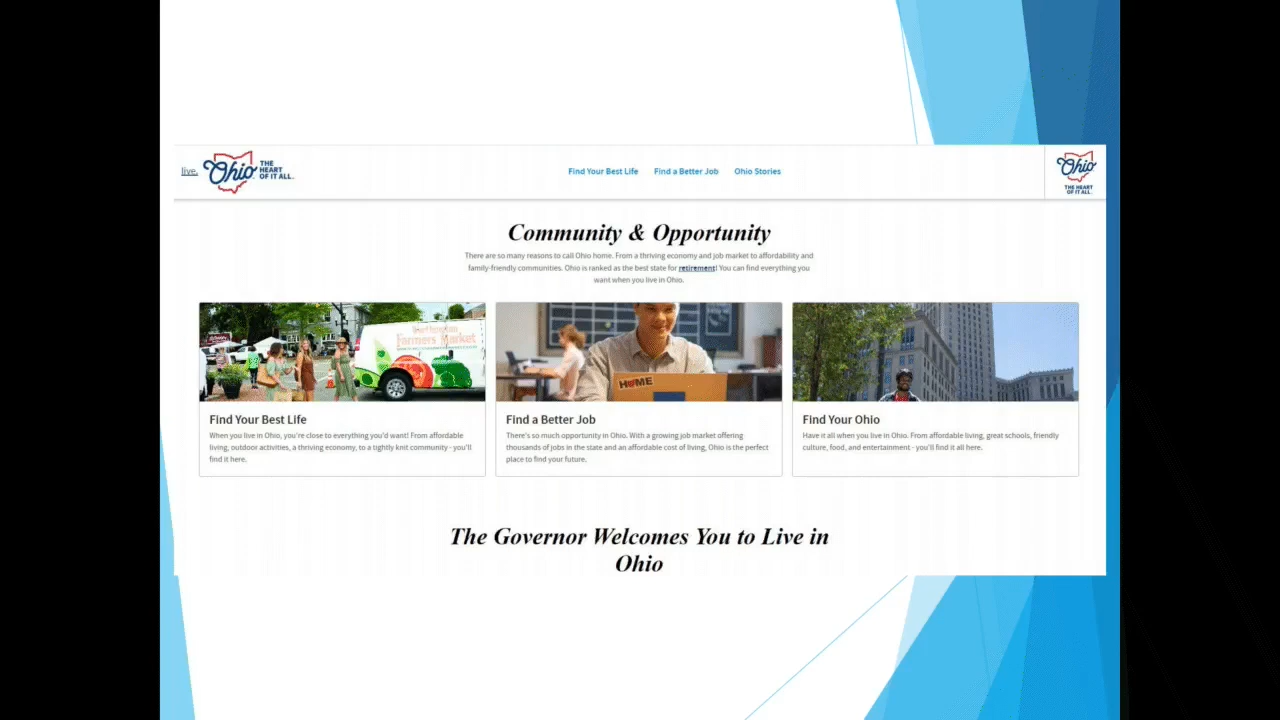 live.
Ohio THE HEART OF IT ALL.
Find Your Best Life Find a Better Job Ohio Stories
Ohio
THE HEART
OF IT ALL
Community & Opportunity
There are so many reasons to call Ohio home. From a thriving economy and job market to affordability and
family-friendly communities. Ohio is ranked as the best state for retirement! You can find everything you
want when you live in Ohio.
Farmers Market
HOME
Find Your Best Life
When you live in Ohio, you're close to everything you'd want! From affordable
living, outdoor activities, a thriving economy, to a tightly knit community - you'll
find it here.
Find a Better Job
There's so much opportunity in Ohio. With a growing job market offering
thousands of jobs in the state and an affordable cost of living, Ohio is the perfect
place to find your future.
Find Your Ohio
Have it all when you live in Ohio. From affordable living, great schools, friendly
culture, food, and entertainment - you'll find it all here.
The Governor Welcomes You to Live in
Ohio